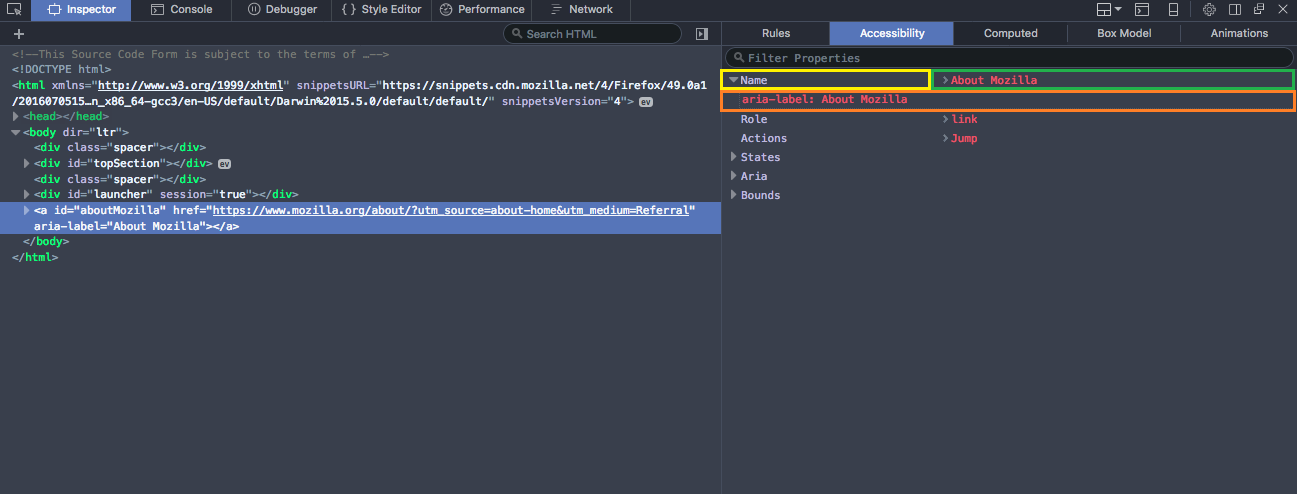 Inspector Console Debugger { } Style Editor Performance Network
+ Search HTML
<!--This Source Code Form is subject to the terms of …-->
<!DOCTYPE html>
<html xmlns="http://www.w3.org/1999/xhtml" snippetsURL="https://snippets.cdn.mozilla.net/4/Firefox/49.0a1
/2016070515…n_x86_64-gcc3/en-US/default/Darwin%2015.5.0/default/default/" snippetsVersion="4"> ev
<head></head>
<body dir="ltr">
<div class="spacer"></div>
<div id="topSection"></div> ev
<div class="spacer"></div>
<div id="launcher" session="true"></div>
<a id="aboutMozilla" href="https://www.mozilla.org/about/?utm_source=about-home&utm_medium=Referral"
aria-label="About Mozilla"></a>
</body>
</html>
Rules Accessibility Computed Box Model Animations
Filter Properties
Name About Mozilla
aria-label: About Mozilla
Role link
Actions Jump
States
Aria
Bounds